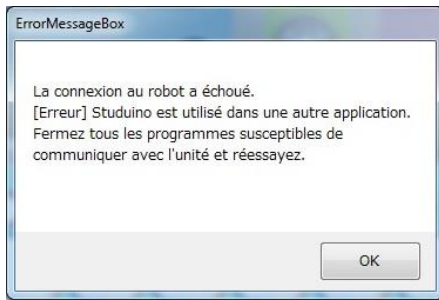 ErrorMessageBox
La connexion au robot a échoué.
[Erreur] Studuino est utilisé dans une autre application.
Fermez tous les programmes susceptibles de
communiquer avec l'unité et réessayez.
OK